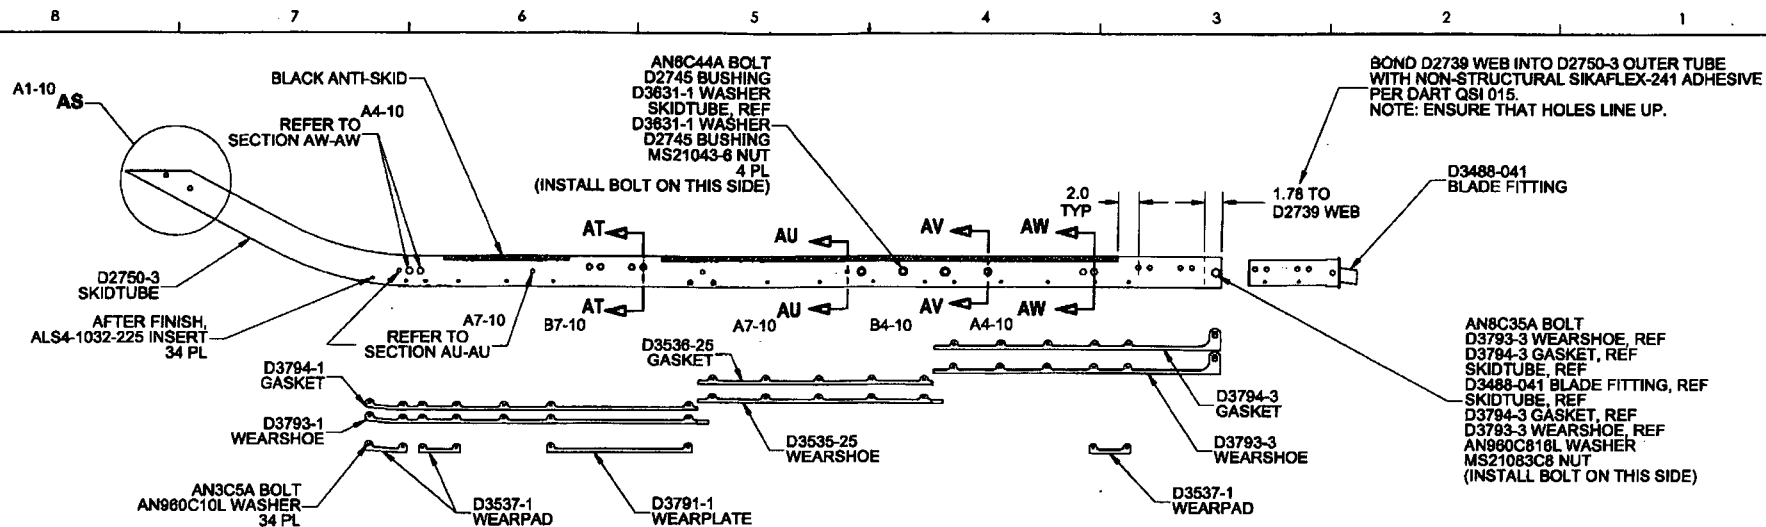 8 7 6 5 4 3 2 1
A1-10
AS
BLACK ANTI-SKID
A4-10
REFER TO
SECTION AW-AW
AN6C44A BOLT
D2745 BUSHING
D3631-1 WASHER
SKIDTUBE, REF
D3631-1 WASHER
D2745 BUSHING
MS21043-6 NUT
4 PL
(INSTALL BOLT ON THIS SIDE)
BOND D2739 WEB INTO D2750-3 OUTER TUBE
WITH NON-STRUCTURAL SIKAFLEX-241 ADHESIVE
PER DART QSI 015.
NOTE: ENSURE THAT HOLES LINE UP.
D3488-041
BLADE FITTING
2.0
TYP
1.78 TO
D2739 WEB
AT
AU
AV
AW
D2750-3
SKIDTUBE
AT
AU
AV
AW
AFTER FINISH,
ALS4-1032-225 INSERT
34 PL
A7-10
REFER TO
SECTION AU-AU
B7-10
A7-10
B4-10
A4-10
D3536-25
GASKET
D3794-1
GASKET
D3793-1
WEARSHOE
D3794-3
GASKET
D3535-25
WEARSHOE
D3793-3
WEARSHOE
AN8C35A BOLT
D3793-3 WEARSHOE, REF
D3794-3 GASKET, REF
SKIDTUBE, REF
D3488-041 BLADE FITTING, REF
SKIDTUBE, REF
D3794-3 GASKET, REF
D3793-3 WEARSHOE, REF
AN960C816L WASHER
MS21083C8 NUT
(INSTALL BOLT ON THIS SIDE)
AN3C5A BOLT
AN960C10L WASHER
34 PL
D3537-1
WEARPAD
D3791-1
WEARPLATE
D3537-1
WEARPAD